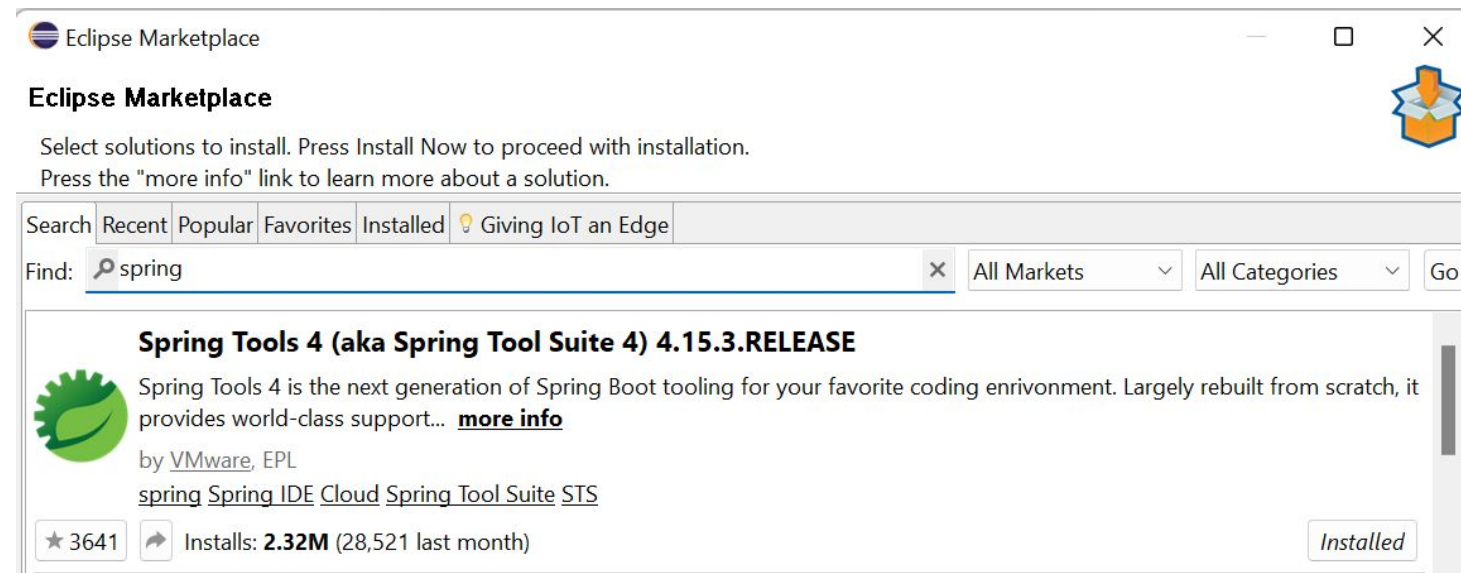 Eclipse Marketplace
Eclipse Marketplace
Select solutions to install. Press Install Now to proceed with installation.
Press the "more info" link to learn more about a solution.
Search Recent Popular Favorites Installed Giving IoT an Edge
Find: spring All Markets All Categories Go
Spring Tools 4 (aka Spring Tool Suite 4) 4.15.3.RELEASE
Spring Tools 4 is the next generation of Spring Boot tooling for your favorite coding enrivonment. Largely rebuilt from scratch, it
provides world-class support... more info
by VMware, EPL
spring Spring IDE Cloud Spring Tool Suite STS
3641 Installs: 2.32M (28,521 last month) Installed